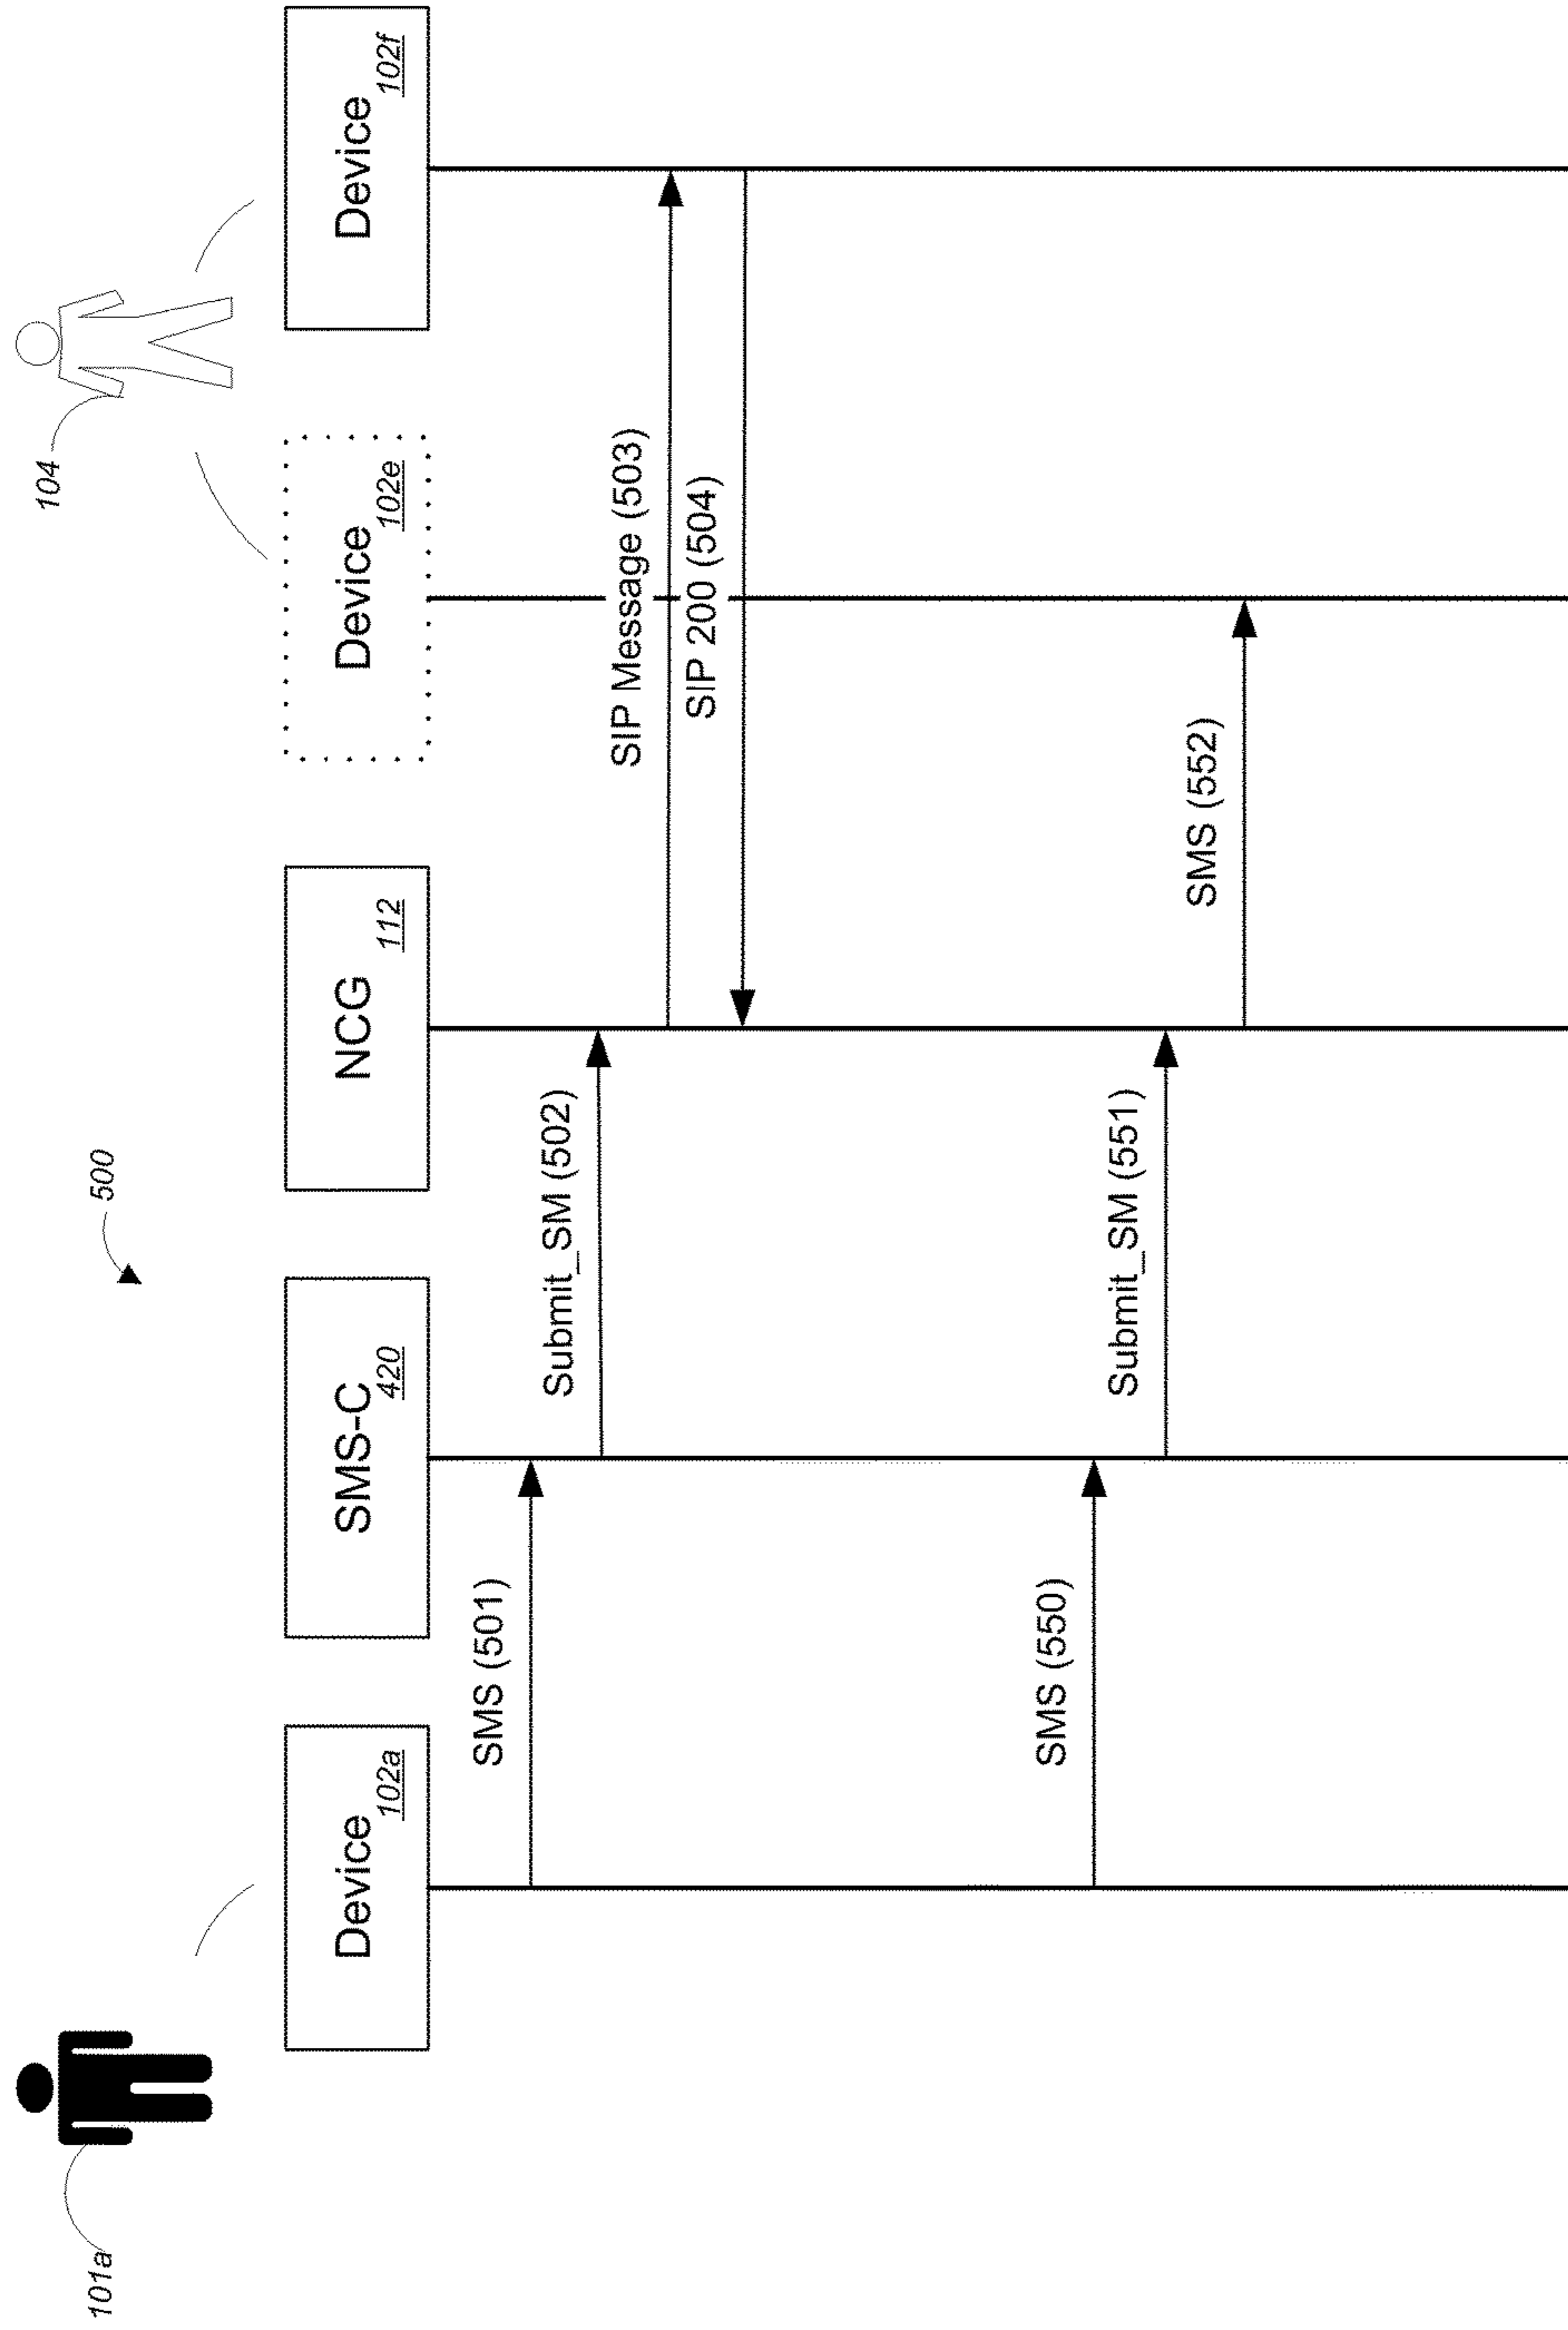 500
101a
104
Device
102a
SMS-C
420
NCG
112
Device
102e
Device
102f
SMS (501)
Submit_SM (502)
SIP Message (503)
SIP 200 (504)
SMS (550)
Submit_SM (551)
SMS (552)